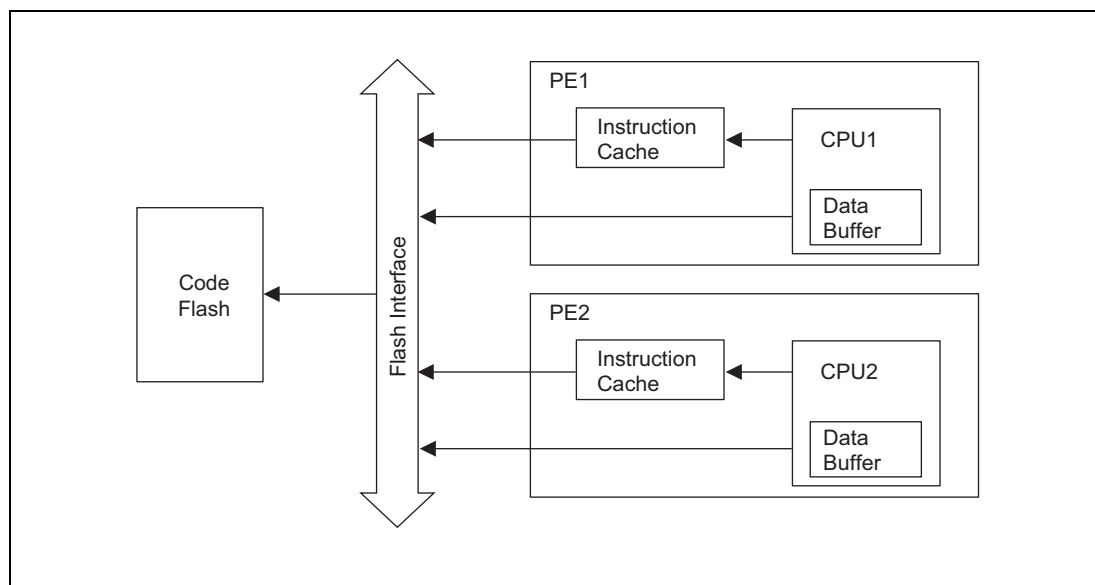 PE1
Instruction
Cache
CPU1
Data
Buffer
Code
Flash
Flash Interface
PE2
Instruction
Cache
CPU2
Data
Buffer